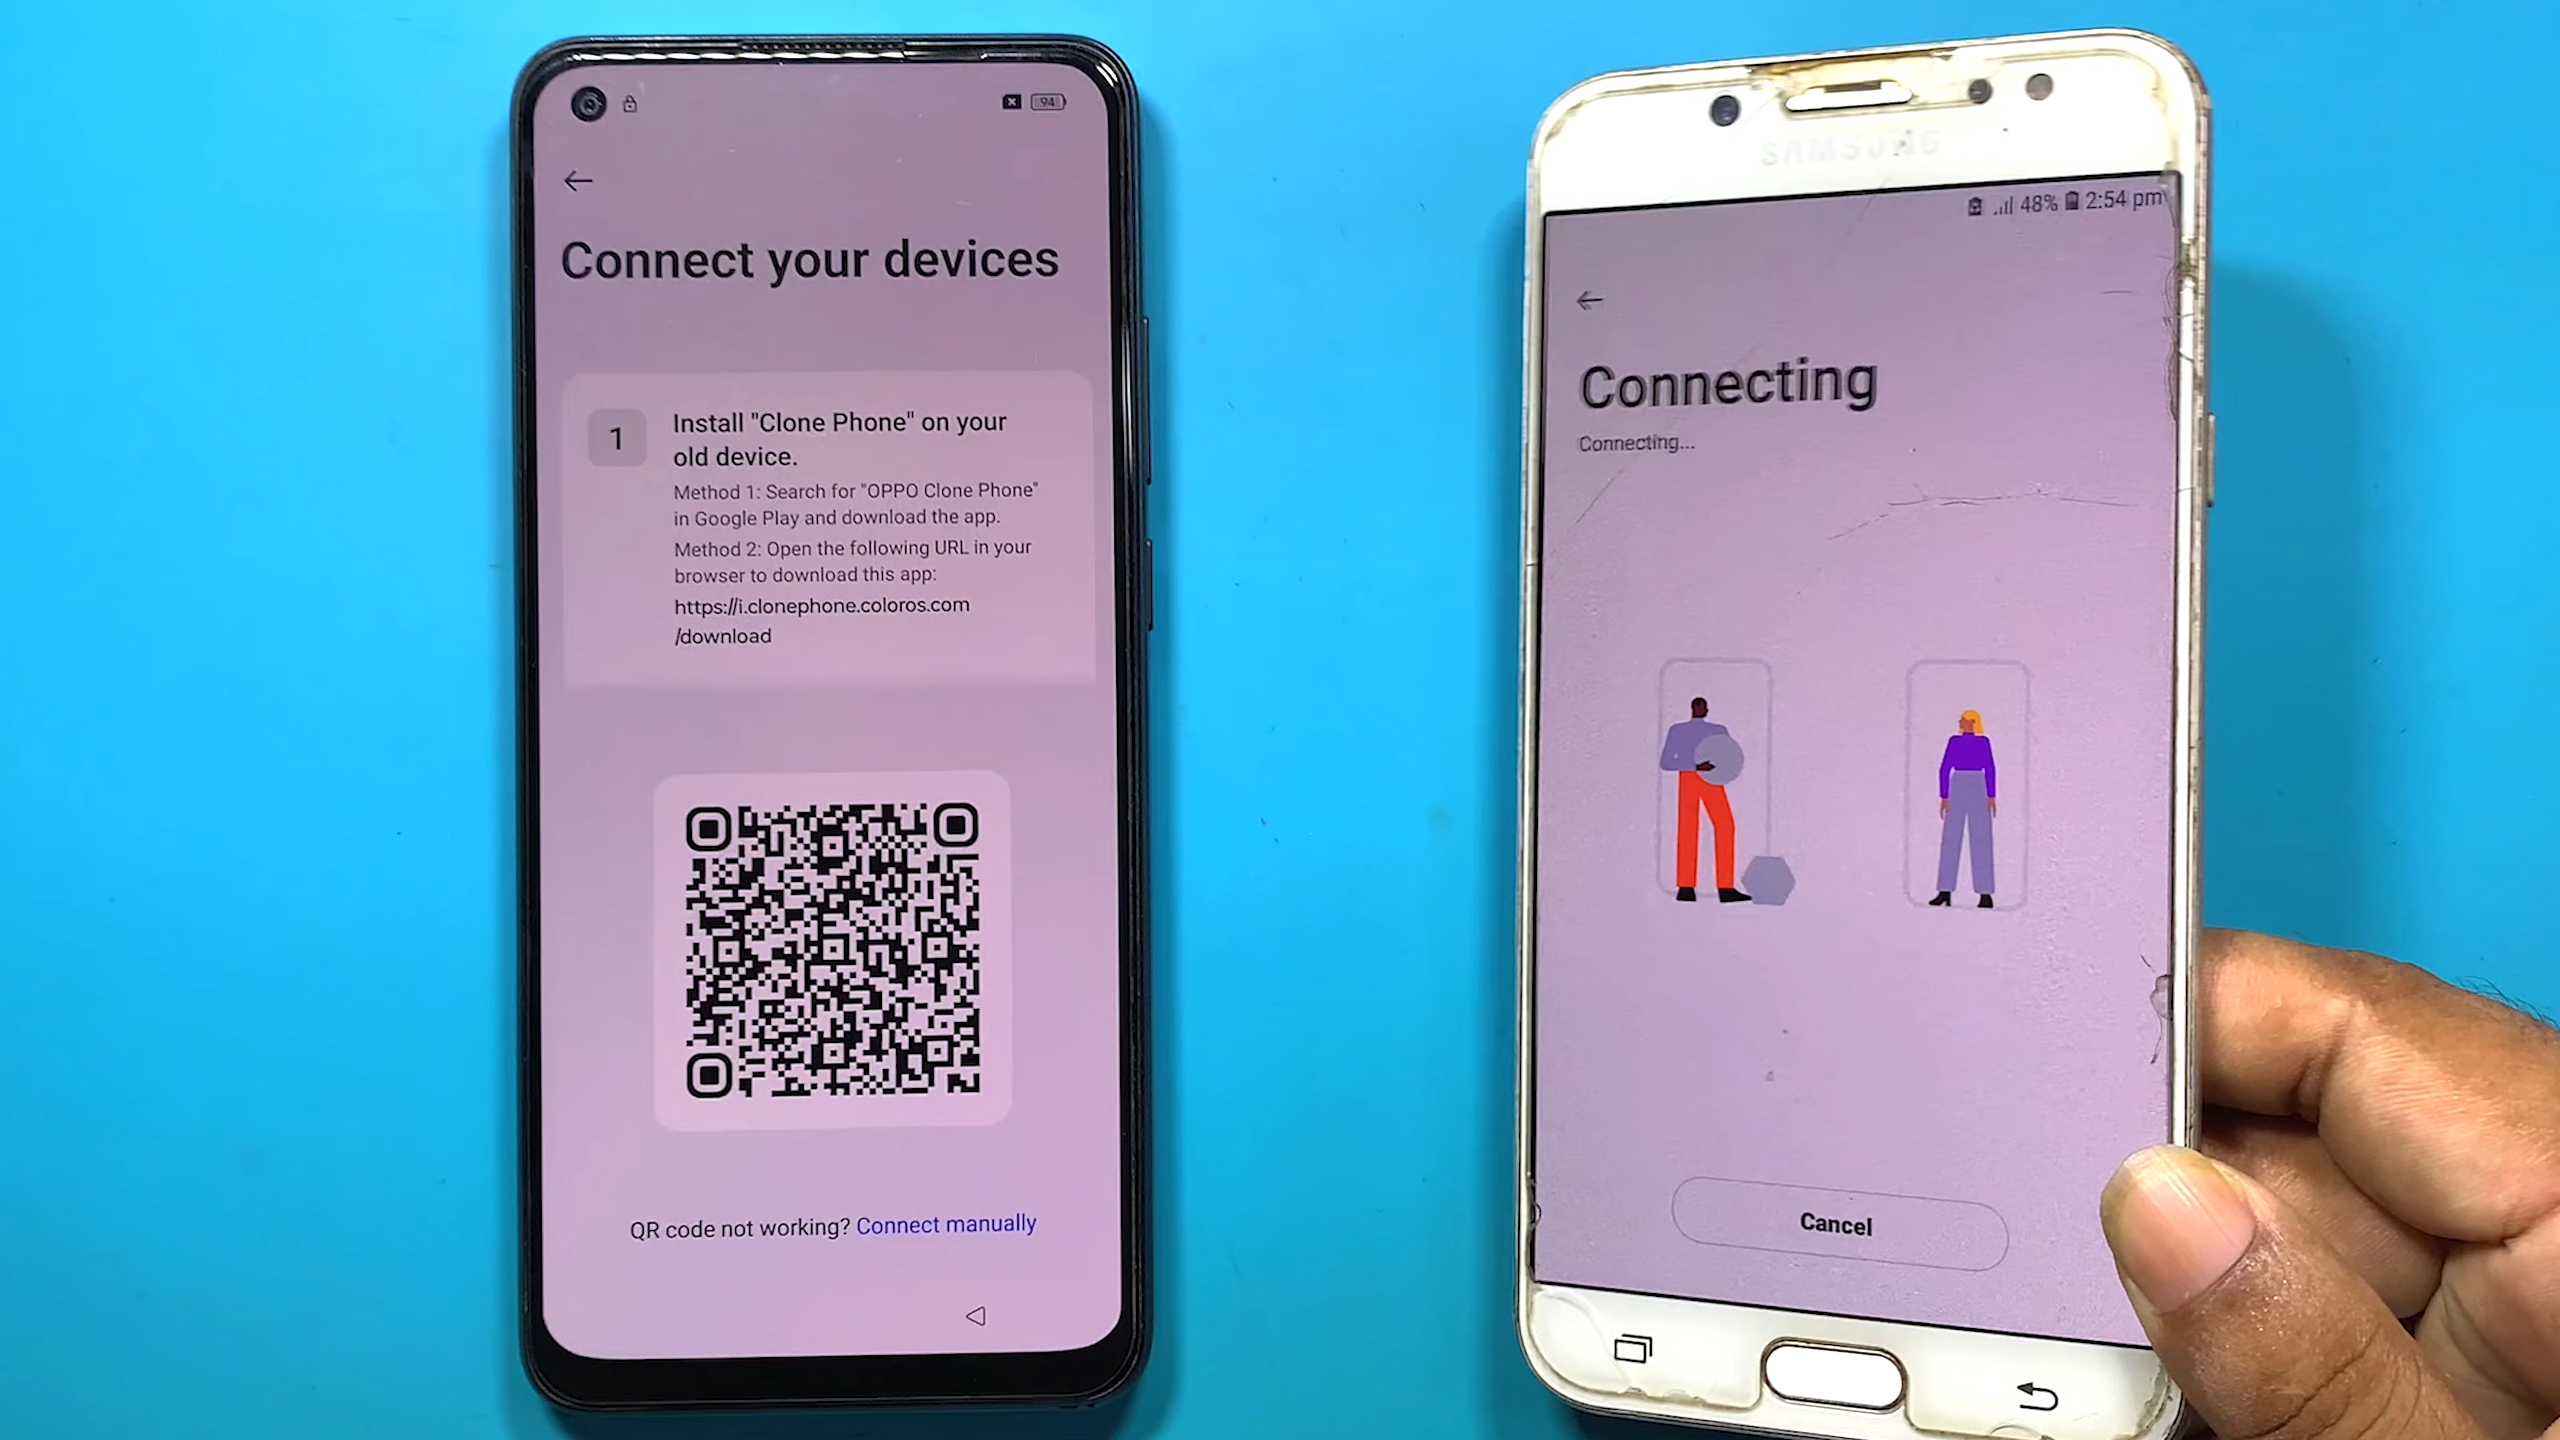 94
Connect your devices
1
Install "Clone Phone" on your
old device.
Method 1: Search for "OPPO Clone Phone"
in Google Play and download the app.
Method 2: Open the following URL in your
browser to download this app:
https://i.clonephone.coloros.com
/download
QR code not working? Connect manually
SAMSUNG
48% 2:54 pm
Connecting
Connecting...
Cancel